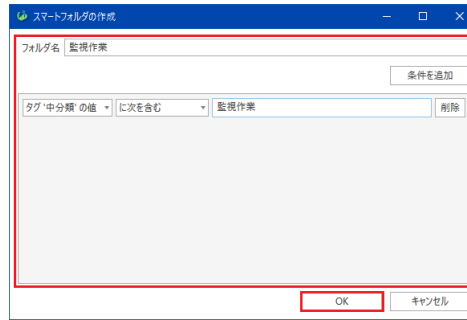 スマートフォルダの作成
フォルダ名 監視作業
条件を追加
タグ '中分類' の値 に次を含む 監視作業 削除
OK キャンセル